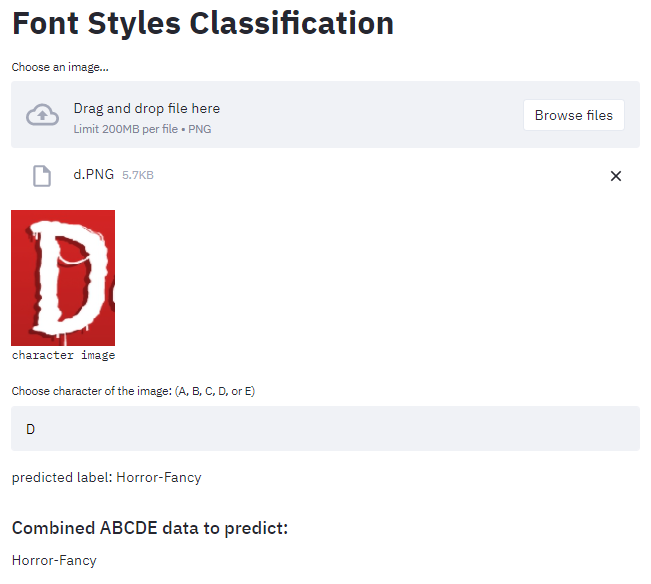 Font Styles Classification
Choose an image...
Drag and drop file here
Limit 200MB per file • PNG
Browse files
d.PNG 5.7KB
D
character image
Choose character of the image: (A, B, C, D, or E)
D
predicted label: Horror-Fancy
Combined ABCDE data to predict:
Horror-Fancy